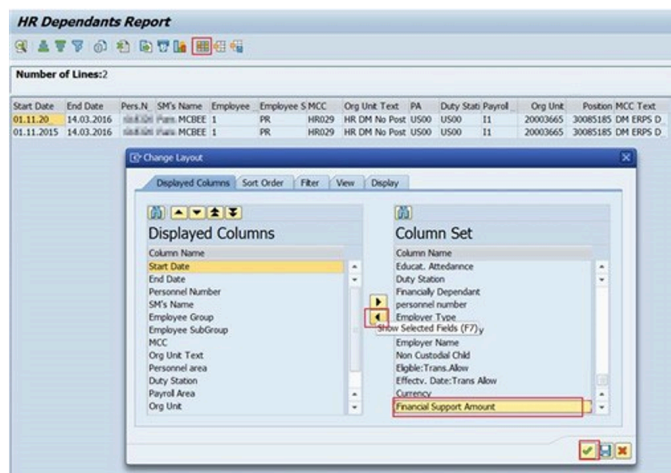 HR Dependants Report
Number of Lines:2
Start Date End Date Pers.N_ SM's Name Employee_ Employee S MCC Org Unit Text PA Duty Stati Payroll_ Org Unit Position MCC Text
01.11.20_ 14.03.2016 MCBEE 1 PR HR029 HR DM No Post US00 US00 I1 20003665 30085185 DM ERPS D_
01.11.2015 14.03.2016 MCBEE 1 PR HR029 HR DM No Post US00 US00 I1 20003665 30085185 DM ERPS D_
Change Layout
Displayed Columns Sort Order Filter View Display
Displayed Columns
Column Name
Start Date
End Date
Personnel Number
SM's Name
Employee Group
Employee SubGroup
MCC
Org Unit Text
Personnel area
Duty Station
Payroll Area
Org Unit
Column Set
Column Name
Educat. Attedannce
Duty Station
Financially Dependant
personnel number
Employer Type
Show Selected Fields (F7)
Employer Name
Non Custodial Child
Elgble:Trans.Allow
Effectv. Date:Trans Allow
Currency
Financial Support Amount